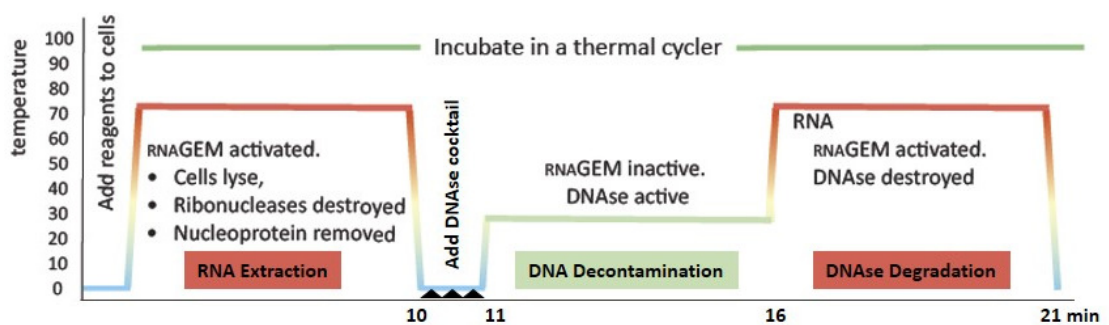 temperature
100
90
80
70
60
50
40
30
20
10
0
Add reagents to cells
Incubate in a thermal cycler
RNAGEM activated.
• Cells lyse,
• Ribonucleases destroyed
• Nucleoprotein removed
RNA Extraction
Add DNAse cocktail
RNAGEM inactive.
DNAse active
DNA Decontamination
RNA
RNAGEM activated.
DNAse destroyed
DNAse Degradation
10
11
16
21 min